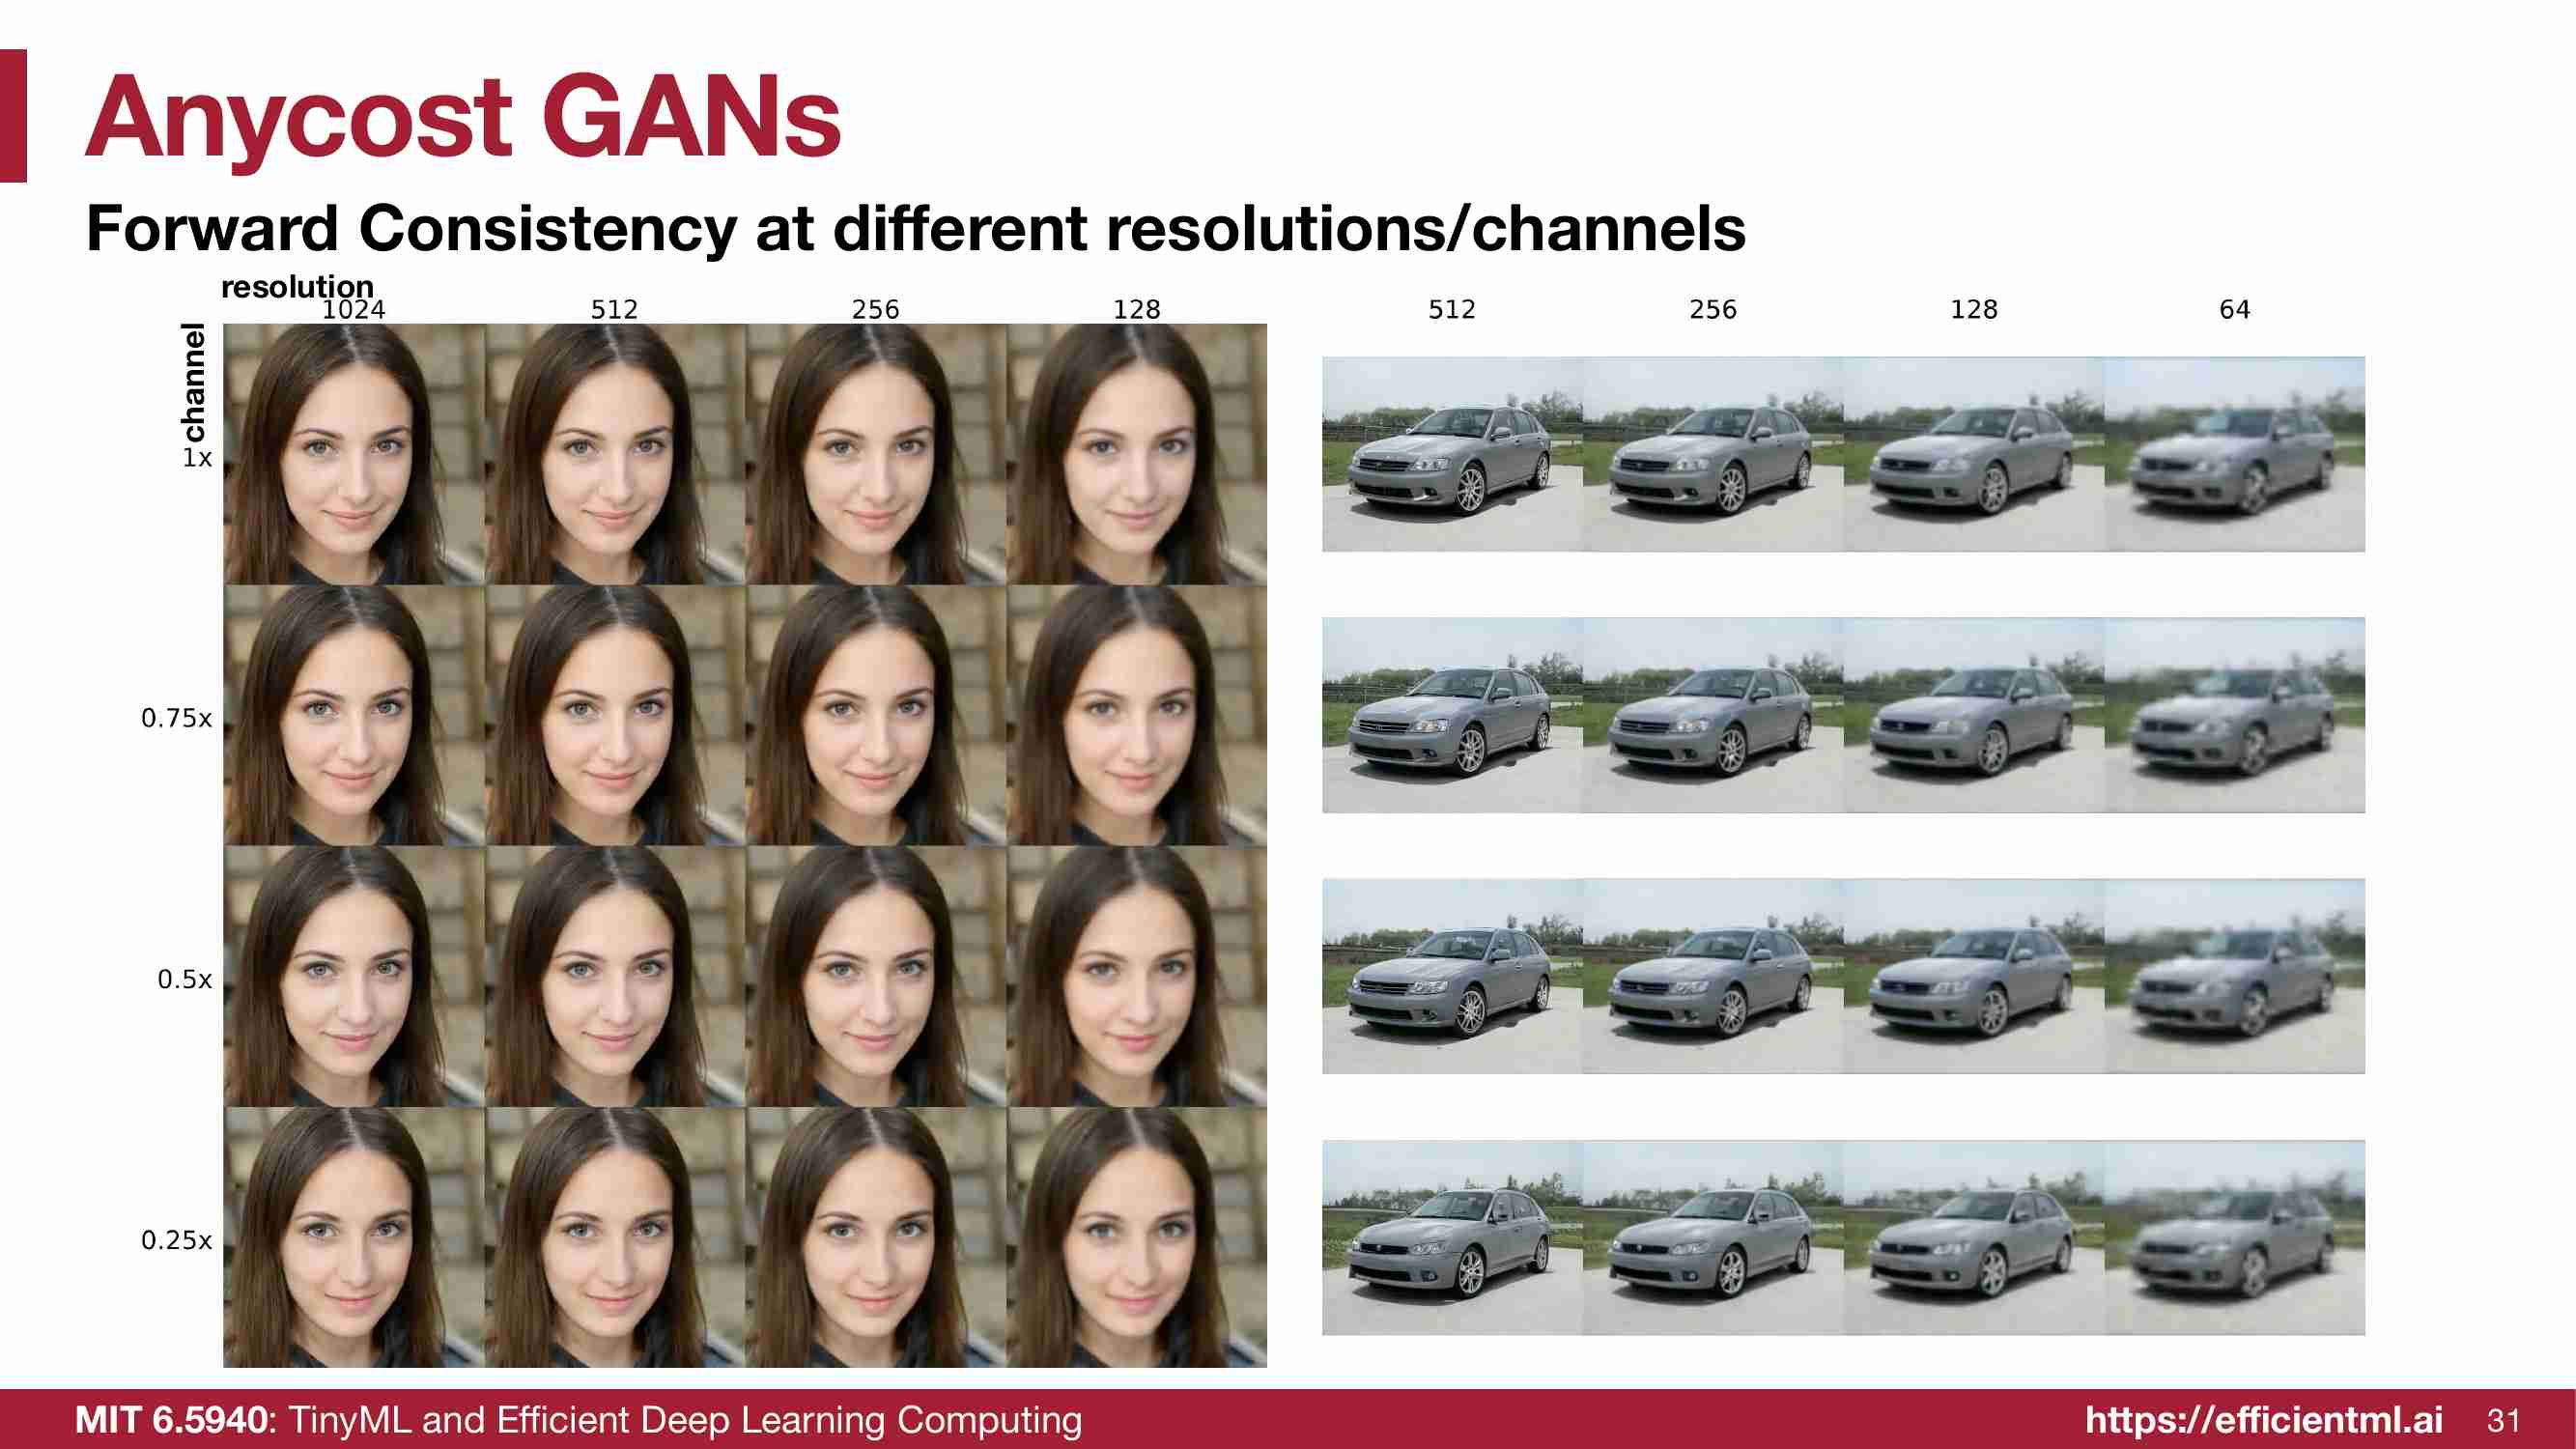 Anycost GANs
Forward Consistency at different resolutions/channels
resolution
1024 512 256 128 512 256 128 64
channel
1x
0.75x
0.5x
0.25x
MIT 6.5940: TinyML and Efficient Deep Learning Computing https://efficientml.ai 31